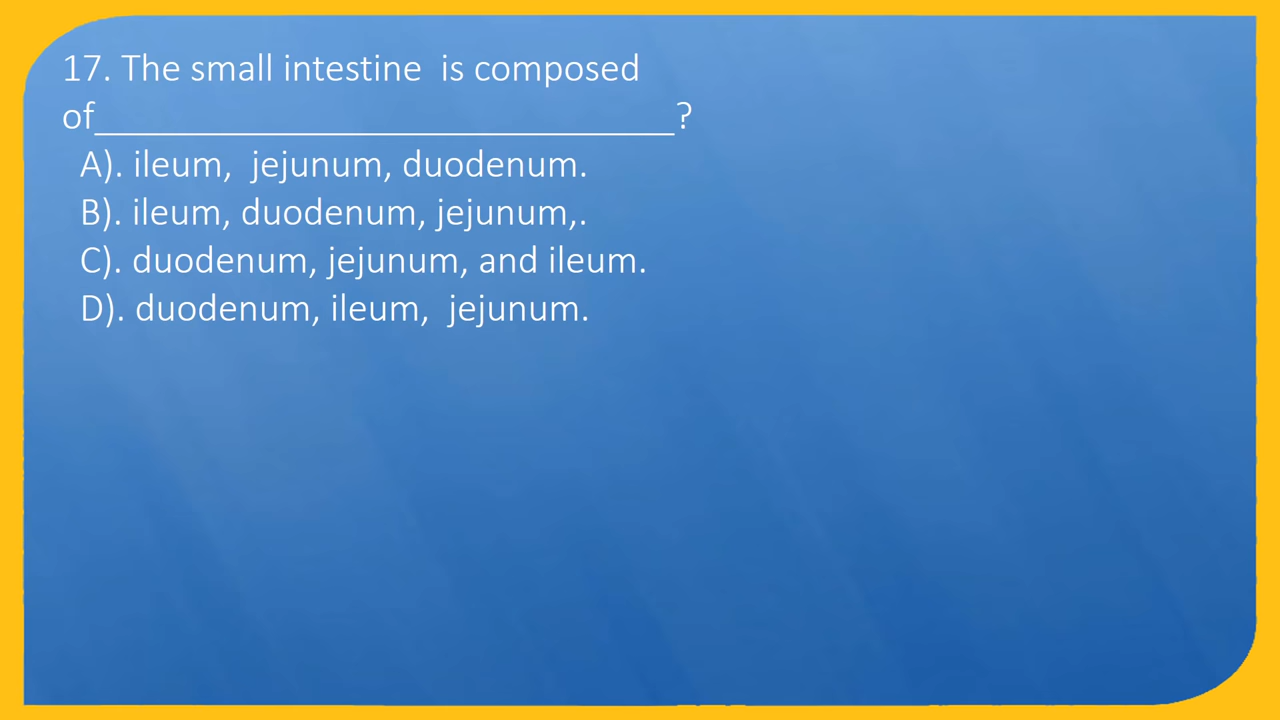 17. The small intestine  is composed
of_____________________________?
A). ileum,  jejunum, duodenum.
B). ileum, duodenum, jejunum,.
C). duodenum, jejunum, and ileum.
D). duodenum, ileum,  jejunum.